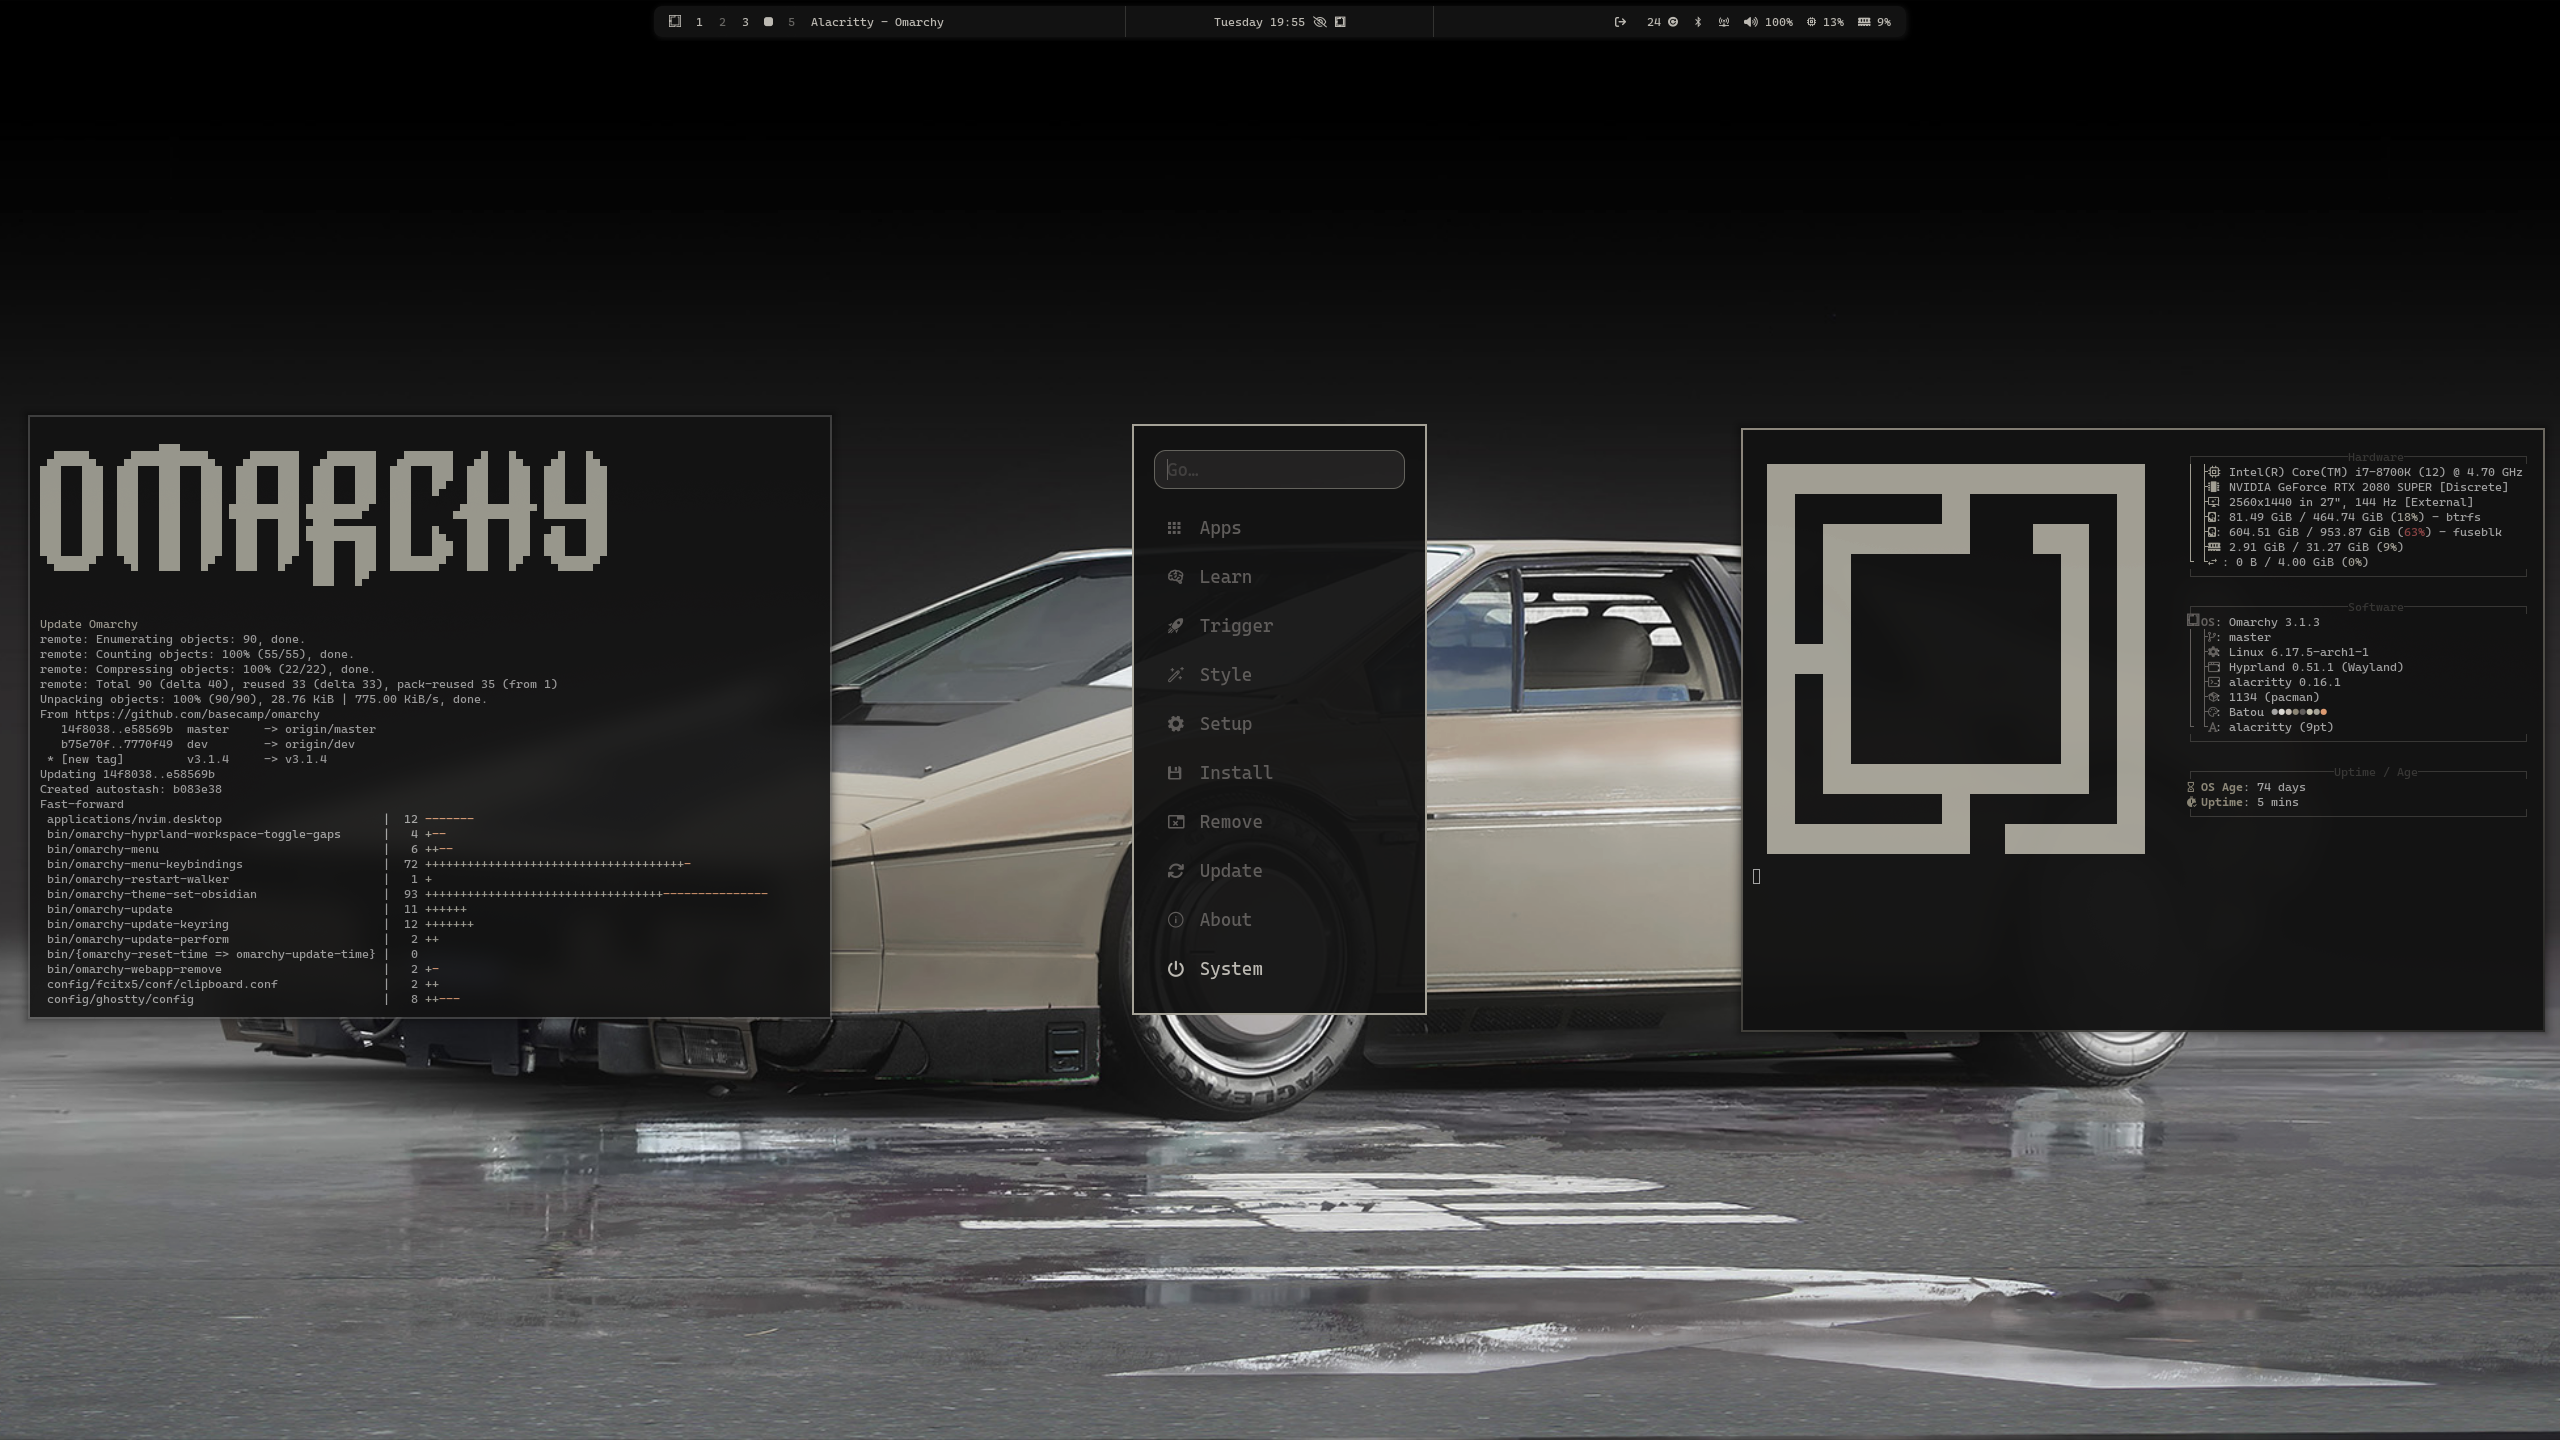 1 2 3 5 Alacritty - Omarchy
Tuesday 19:55
24 100% 13% 9%
OMARCHY
Update Omarchy
remote: Enumerating objects: 90, done.
remote: Counting objects: 100% (55/55), done.
remote: Compressing objects: 100% (22/22), done.
remote: Total 90 (delta 40), reused 33 (delta 33), pack-reused 35 (from 1)
Unpacking objects: 100% (90/90), 28.76 KiB | 775.00 KiB/s, done.
From https://github.com/basecamp/omarchy
14f8038..e58569b master -> origin/master
b75e70f..7770f49 dev -> origin/dev
* [new tag] v3.1.4 -> v3.1.4
Updating 14f8038..e58569b
Created autostash: b083e38
Fast-forward
applications/nvim.desktop | 12 -------
bin/omarchy-hyprland-workspace-toggle-gaps | 4 +--
bin/omarchy-menu | 6 ++--
bin/omarchy-menu-keybindings | 72 +++++++++++++++++++++++++++++++++++++-
bin/omarchy-restart-walker | 1 +
bin/omarchy-theme-set-obsidian | 93 ++++++++++++++++++++++++++++++++++---------------
bin/omarchy-update | 11 ++++++
bin/omarchy-update-keyring | 12 +++++++
bin/omarchy-update-perform | 2 ++
bin/{omarchy-reset-time => omarchy-update-time} | 0
bin/omarchy-webapp-remove | 2 +-
config/fcitx5/conf/clipboard.conf | 2 ++
config/ghostty/config | 8 ++---
Go…
Apps
Learn
Trigger
Style
Setup
Install
Remove
Update
About
System
Hardware
Intel(R) Core(TM) i7-8700K (12) @ 4.70 GHz
NVIDIA GeForce RTX 2080 SUPER [Discrete]
2560x1440 in 27", 144 Hz [External]
: 81.49 GiB / 464.74 GiB (18%) - btrfs
: 604.51 GiB / 953.87 GiB (63%) - fuseblk
2.91 GiB / 31.27 GiB (9%)
: 0 B / 4.00 GiB (0%)
Software
OS: Omarchy 3.1.3
: master
Linux 6.17.5-arch1-1
Hyprland 0.51.1 (Wayland)
alacritty 0.16.1
1134 (pacman)
: Batou
: alacritty (9pt)
Uptime / Age
OS Age: 74 days
Uptime: 5 mins
EAGLE